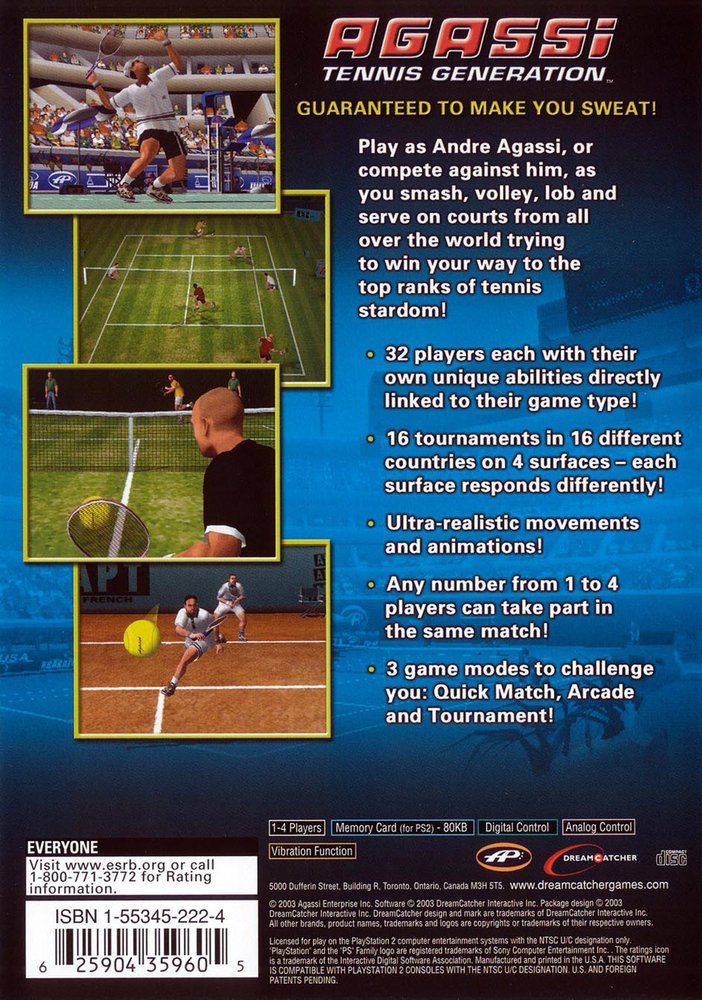 AGASSI
TENNIS GENERATION™
GUARANTEED TO MAKE YOU SWEAT!
Play as Andre Agassi, or
compete against him, as
you smash, volley, lob and
serve on courts from all
over the world trying
to win your way to the
top ranks of tennis
stardom!
• 32 players each with their
own unique abilities directly
linked to their game type!
• 16 tournaments in 16 different
countries on 4 surfaces – each
surface responds differently!
• Ultra-realistic movements
and animations!
• Any number from 1 to 4
players can take part in
the same match!
• 3 game modes to challenge
you: Quick Match, Arcade
and Tournament!
APT
FRENCH
USA
1-4 Players
Memory Card (for PS2) - 80KB
Digital Control
Analog Control
Vibration Function
AP
DREAMCATCHER
COMPACT
disc
EVERYONE
Visit www.esrb.org or call
1-800-771-3772 for Rating
information.
ISBN 1-55345-222-4
6 25904 35960 5
5000 Dufferin Street, Building R, Toronto, Ontario, Canada M3H 5T5. www.dreamcatchergames.com
© 2003 Agassi Enterprise Inc. Software © 2003 DreamCatcher Interactive Inc. Package design © 2003
DreamCatcher Interactive Inc. DreamCatcher design and mark are trademarks of DreamCatcher Interactive Inc.
All other brands, product names, trademarks and logos are copyrights or trademarks of their respective owners.
Licensed for play on the PlayStation 2 computer entertainment systems with the NTSC U/C designation only.
"PlayStation" and the "PS" Family logo are registered trademarks of Sony Computer Entertainment Inc. . The ratings icon
is a trademark of the Interactive Digital Software Association. Manufactured and printed in the U.S.A. THIS SOFTWARE
IS COMPATIBLE WITH PLAYSTATION 2 CONSOLES WITH THE NTSC U/C DESIGNATION. U.S. AND FOREIGN
PATENTS PENDING.